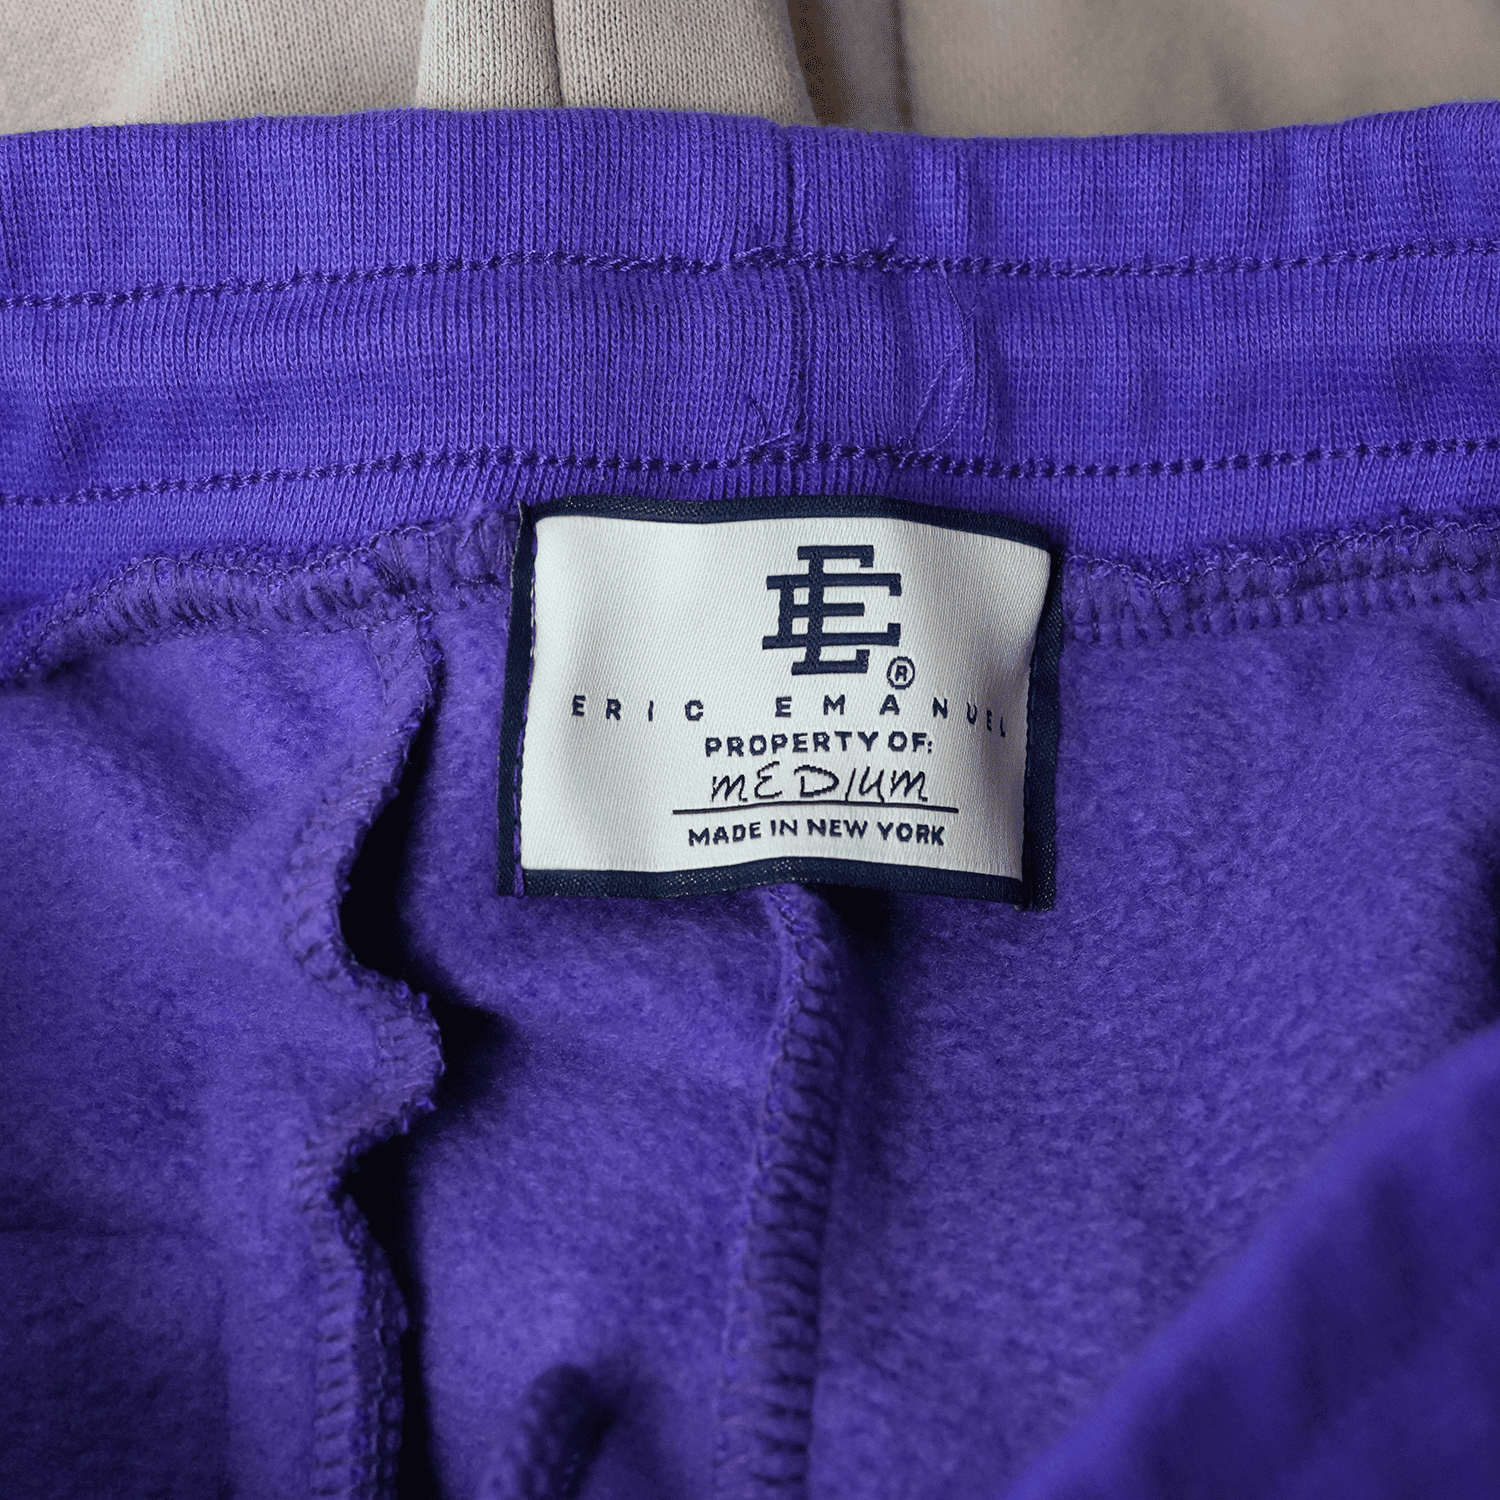 EE®
ERIC EMANUEL
PROPERTY OF:
MEDIUM
MADE IN NEW YORK